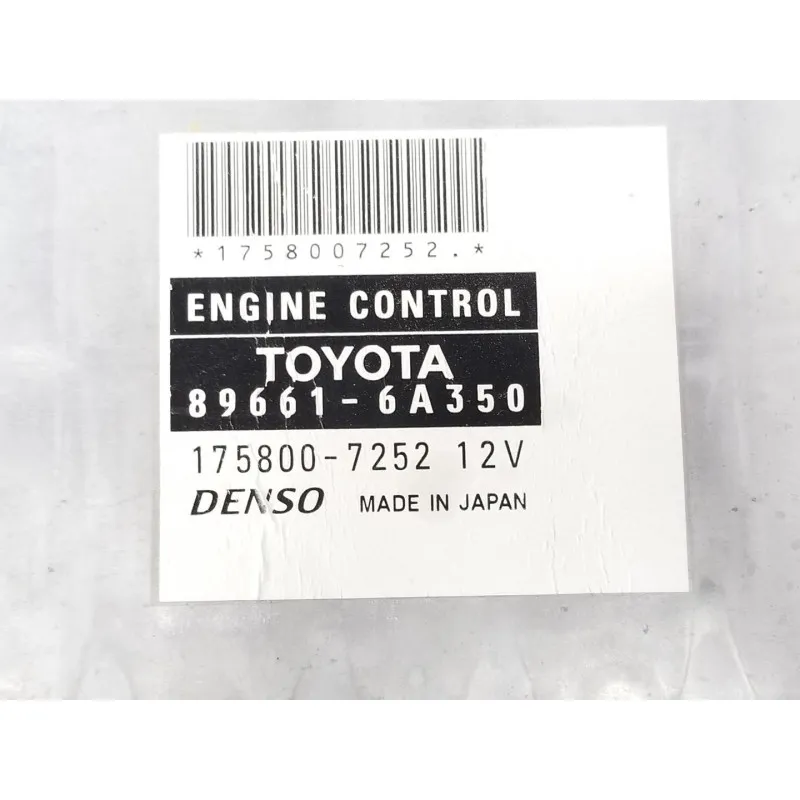 *1758007252.*
ENGINE CONTROL
TOYOTA
89661-6A350
175800-7252 12V
DENSO MADE IN JAPAN